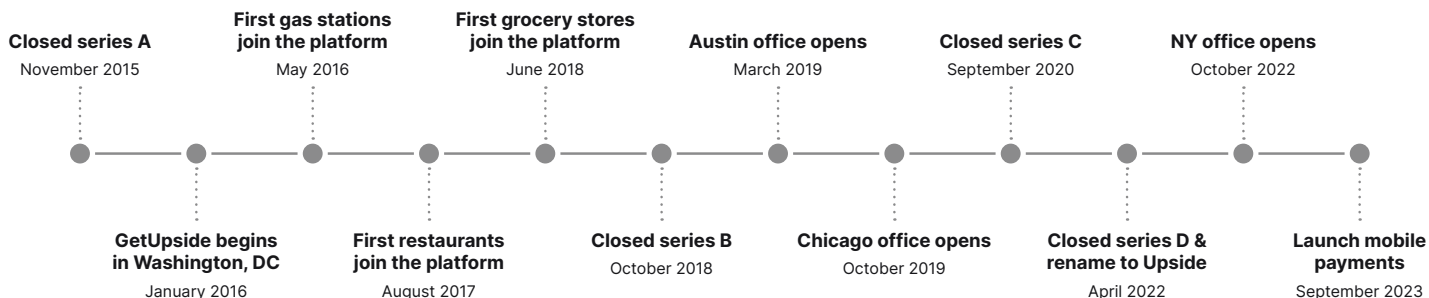 Closed series A
November 2015
GetUpside begins
in Washington, DC
January 2016
First gas stations
join the platform
May 2016
First restaurants
join the platform
August 2017
First grocery stores
join the platform
June 2018
Closed series B
October 2018
Austin office opens
March 2019
Chicago office opens
October 2019
Closed series C
September 2020
Closed series D &
rename to Upside
April 2022
NY office opens
October 2022
Launch mobile
payments
September 2023